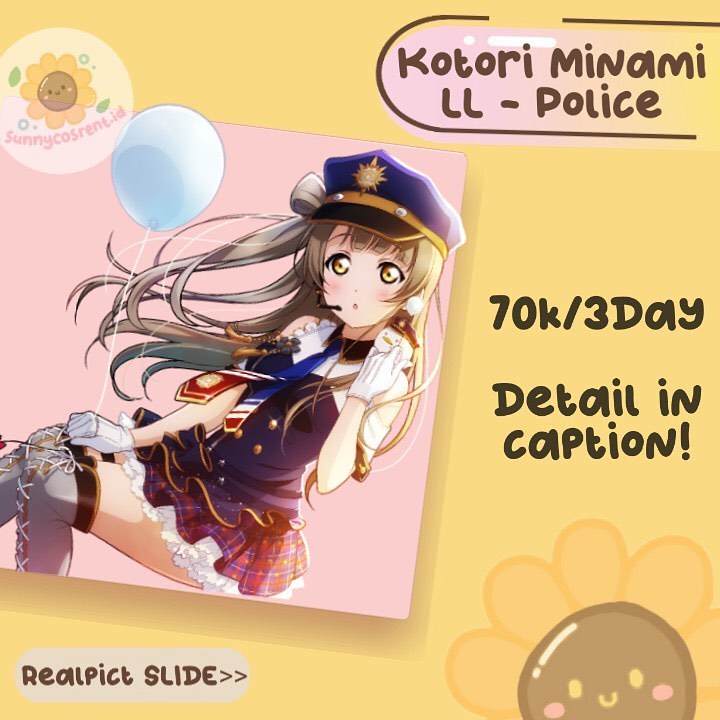 Kotori Minami
LL - Police
sunnycosrent.id
70k/3Day
Detail in
caption!
RealPict SLIDE>>